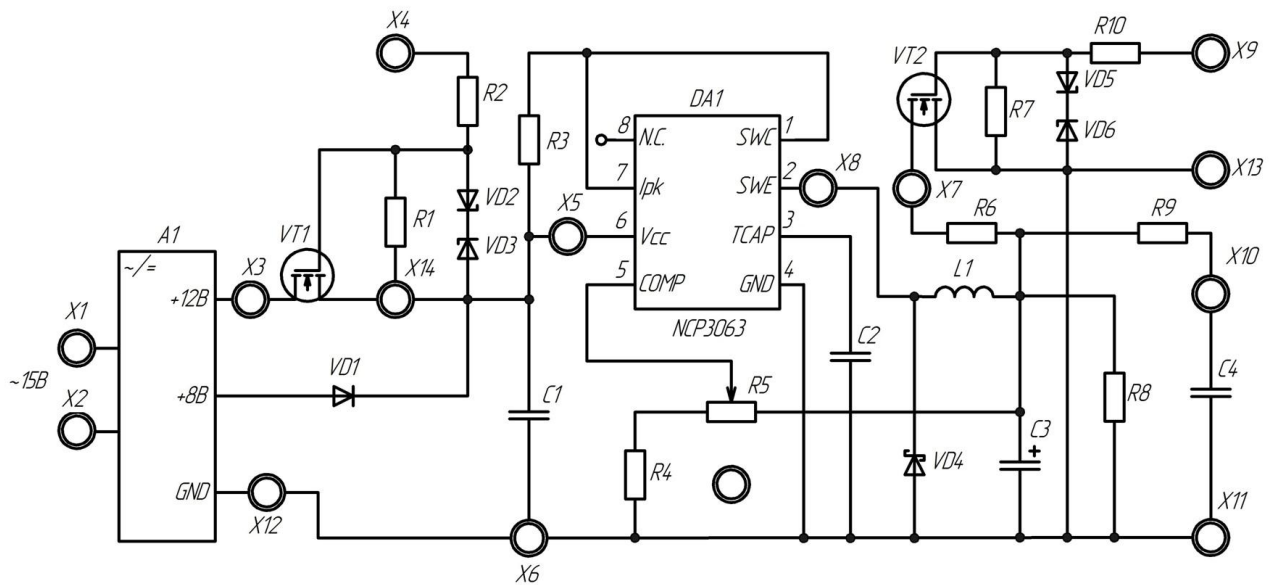 X4
R2
R3
DA1
8 N.C. SWC 1
7 Ipk SWE 2
6 Vcc TCAP 3
5 COMP GND 4
NCP3063
X8
X5
VT2
R10
X9
R7
VD5
VD6
X13
X7
R6
R9
X10
L1
R1
VD2
VD3
VT1
X14
A1
~/=
+12В
X3
X1
~15В
X2
+8В
VD1
C1
C2
R5
R4
VD4
C3
+
R8
C4
GND
X12
X6
X11